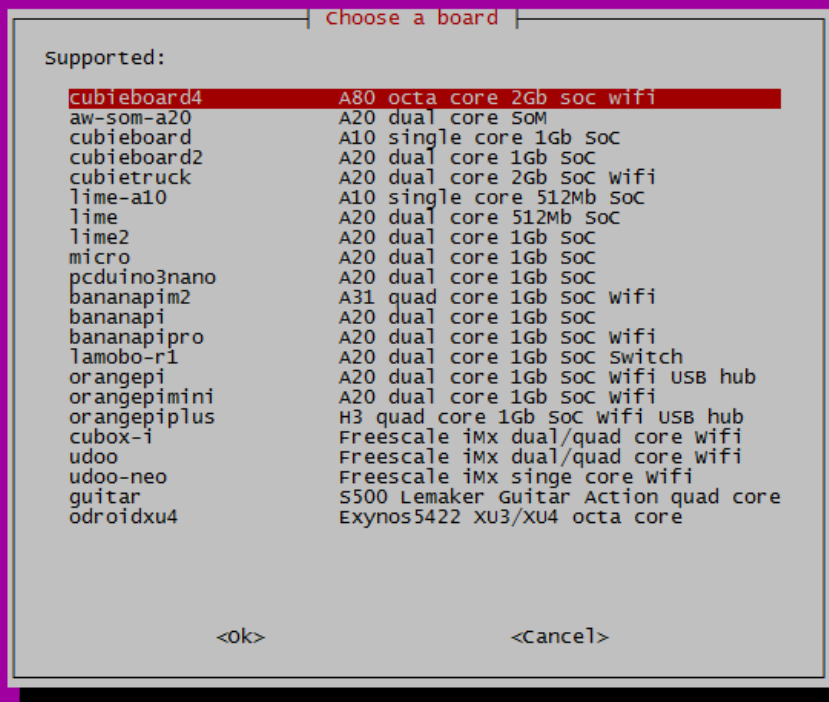 Choose a board
Supported:
cubieboard4 A80 octa core 2Gb soc wifi
aw-som-a20 A20 dual core SoM
cubieboard A10 single core 1Gb SoC
cubieboard2 A20 dual core 1Gb SoC
cubietruck A20 dual core 2Gb SoC Wifi
lime-a10 A10 single core 512Mb SoC
lime A20 dual core 512Mb SoC
lime2 A20 dual core 1Gb SoC
micro A20 dual core 1Gb SoC
pcduino3nano A20 dual core 1Gb SoC
bananapim2 A31 quad core 1Gb SoC Wifi
bananapi A20 dual core 1Gb SoC
bananapipro A20 dual core 1Gb SoC Wifi
lamobo-r1 A20 dual core 1Gb SoC Switch
orangepi A20 dual core 1Gb SoC Wifi USB hub
orangepimini A20 dual core 1Gb SoC Wifi
orangepiplus H3 quad core 1Gb SoC Wifi USB hub
cubox-i Freescale iMx dual/quad core Wifi
udoo Freescale iMx dual/quad core Wifi
udoo-neo Freescale iMx singe core Wifi
guitar S500 Lemaker Guitar Action quad core
odroidxu4 Exynos5422 XU3/XU4 octa core
<Ok> <Cancel>